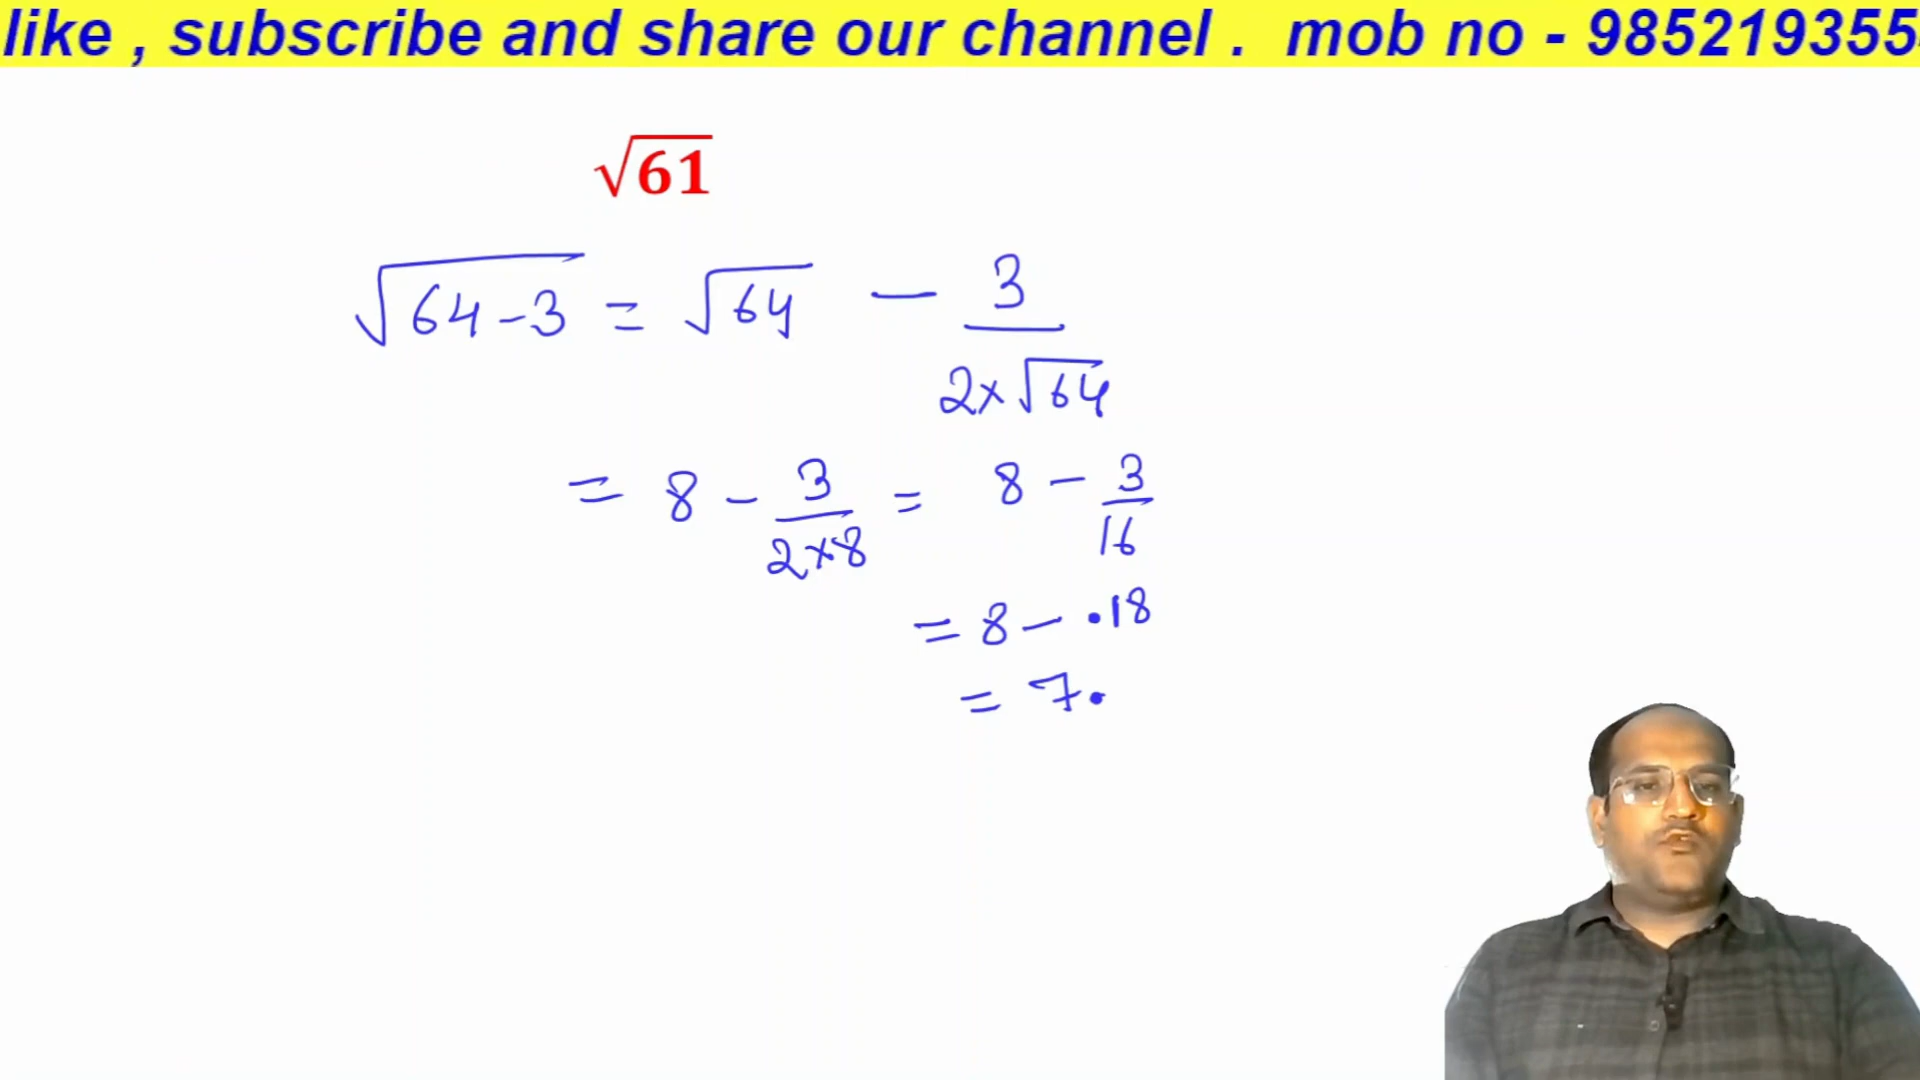 like , subscribe and share our channel .  mob no - 985219355
√61
√64-3 = √64 - 3/(2×√64)
= 8 - 3/(2×8) = 8 - 3/16
= 8 - .18
= 7.